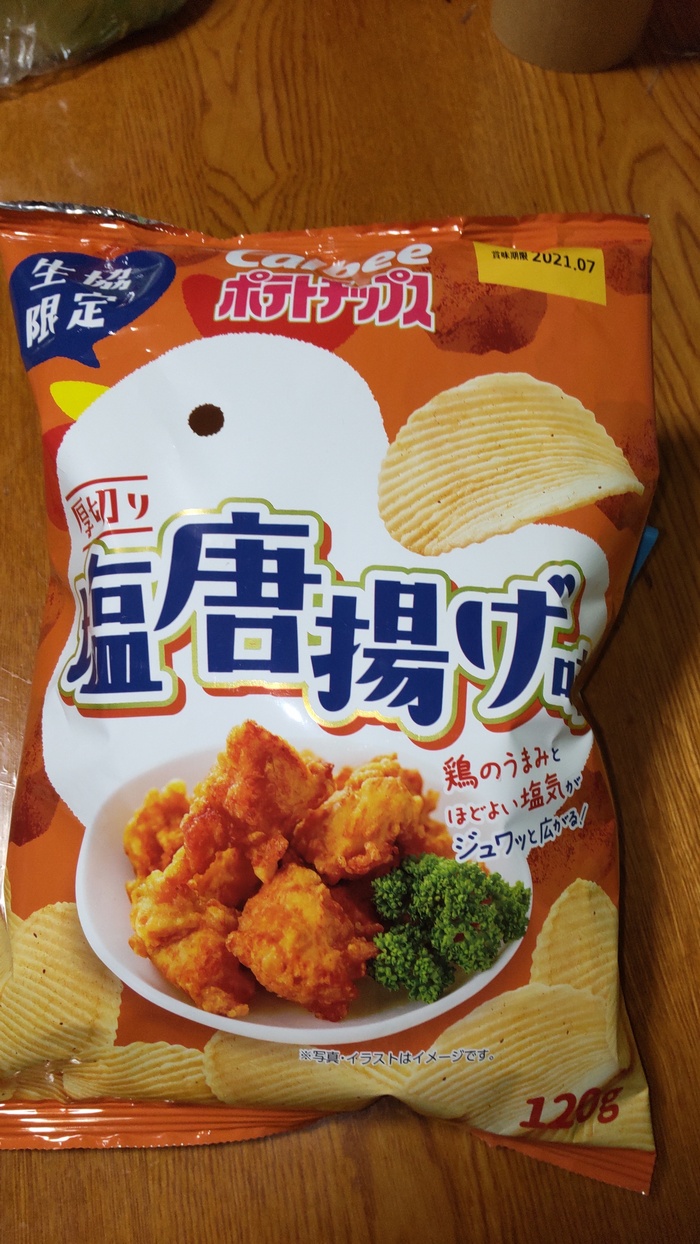 生協
限定
Calbee
ポテトチップス
賞味期限 2021.07
厚切り
塩唐揚げ味
鶏のうまみと
ほどよい塩気が
ジュワッと広がる!
※写真・イラストはイメージです。
120g